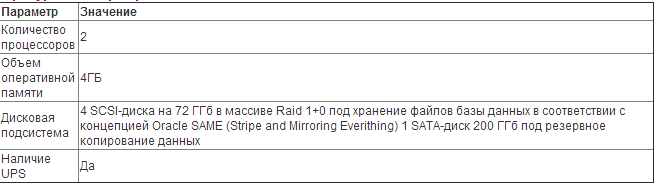 Параметр Значение
Количество
процессоров 2
Объем
оперативной
памяти 4ГБ
Дисковая
подсистема 4 SCSI-диска на 72 ГГб в массиве Raid 1+0 под хранение файлов базы данных в соответствии с
концепцией Oracle SAME (Stripe and Mirroring Everithing) 1 SATA-диск 200 ГГб под резервное
копирование данных
Наличие
UPS Да